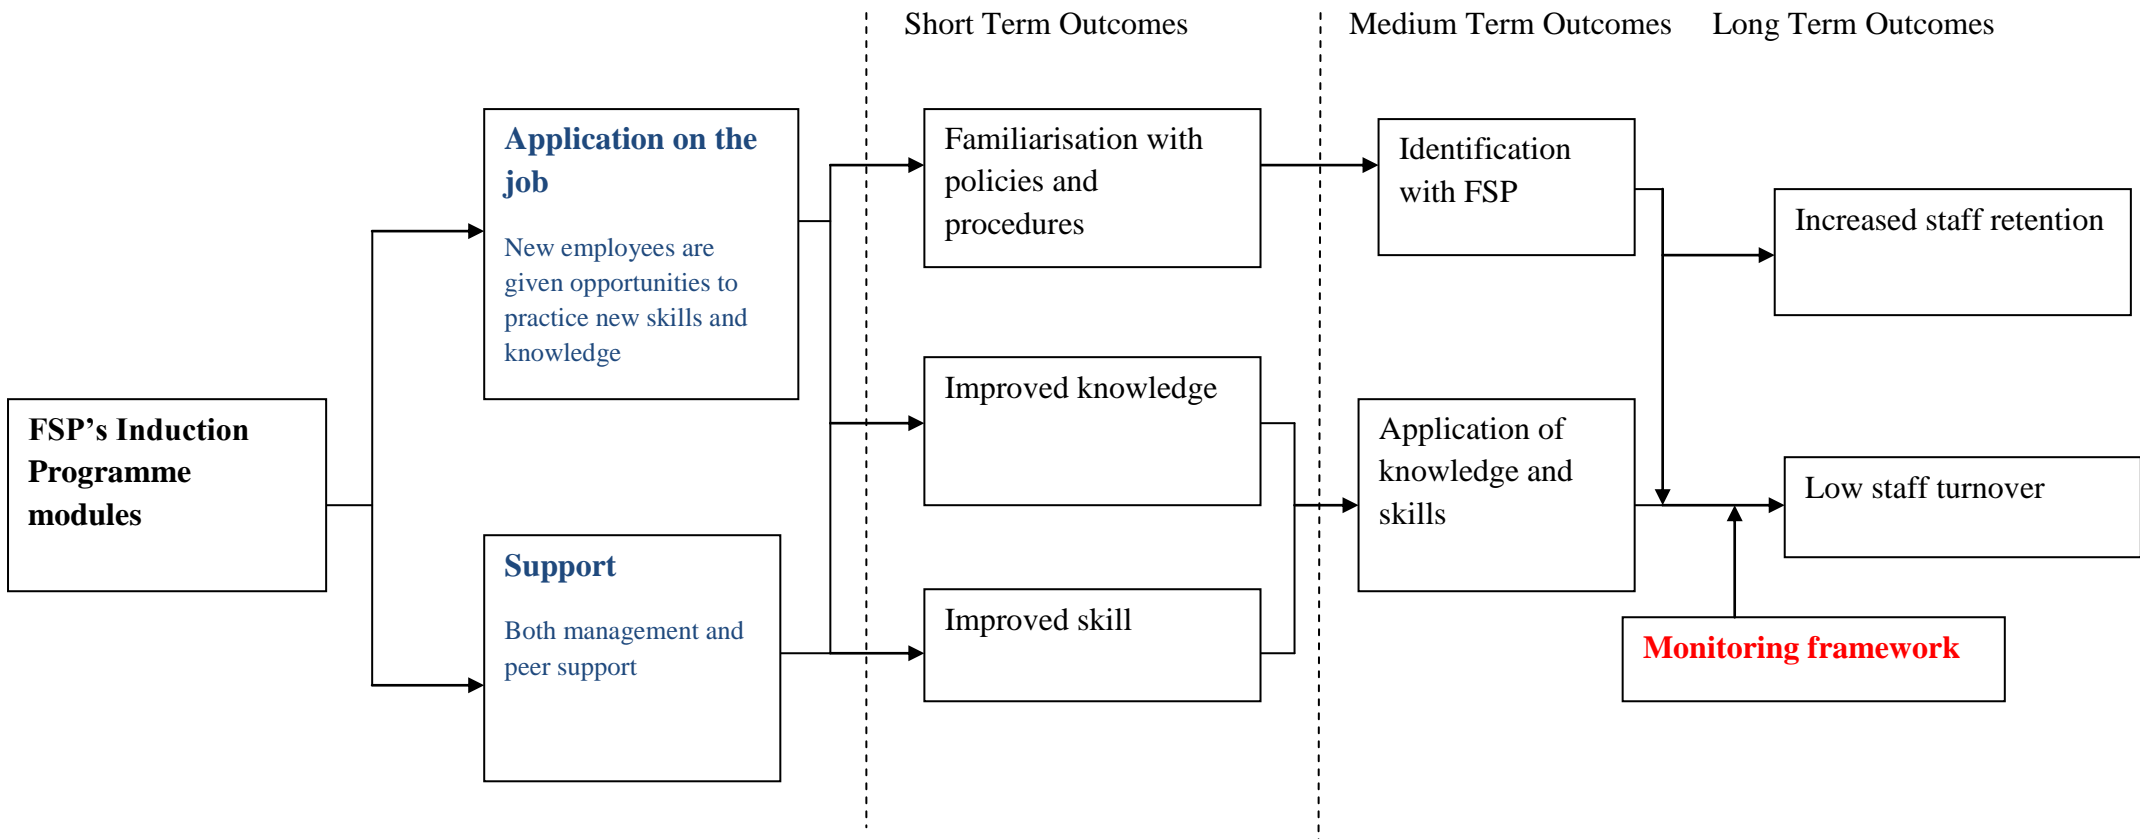 Short Term Outcomes
Medium Term Outcomes
Long Term Outcomes
FSP’s Induction
Programme
modules
Application on the
job
New employees are
given opportunities to
practice new skills and
knowledge
Support
Both management and
peer support
Familiarisation with
policies and
procedures
Improved knowledge
Improved skill
Identification
with FSP
Application of
knowledge and
skills
Increased staff retention
Low staff turnover
Monitoring framework